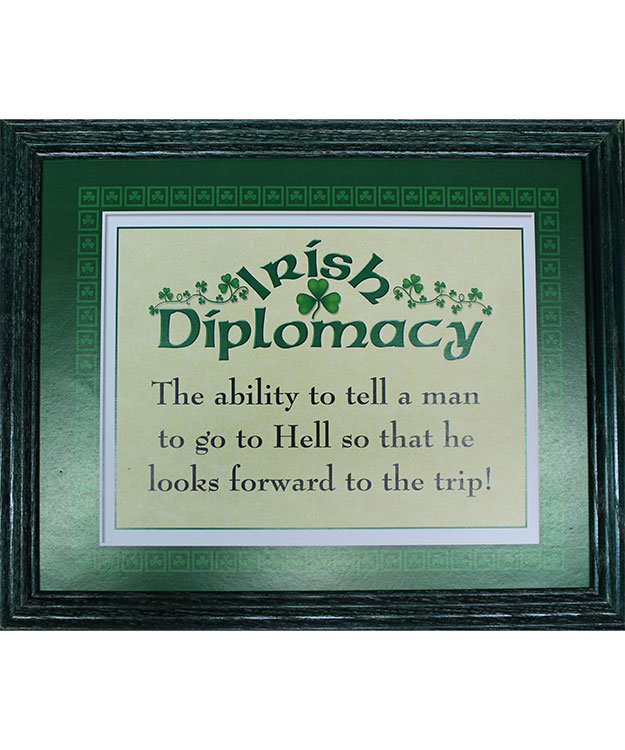 Irish
Diplomacy
The ability to tell a man
to go to Hell so that he
looks forward to the trip!